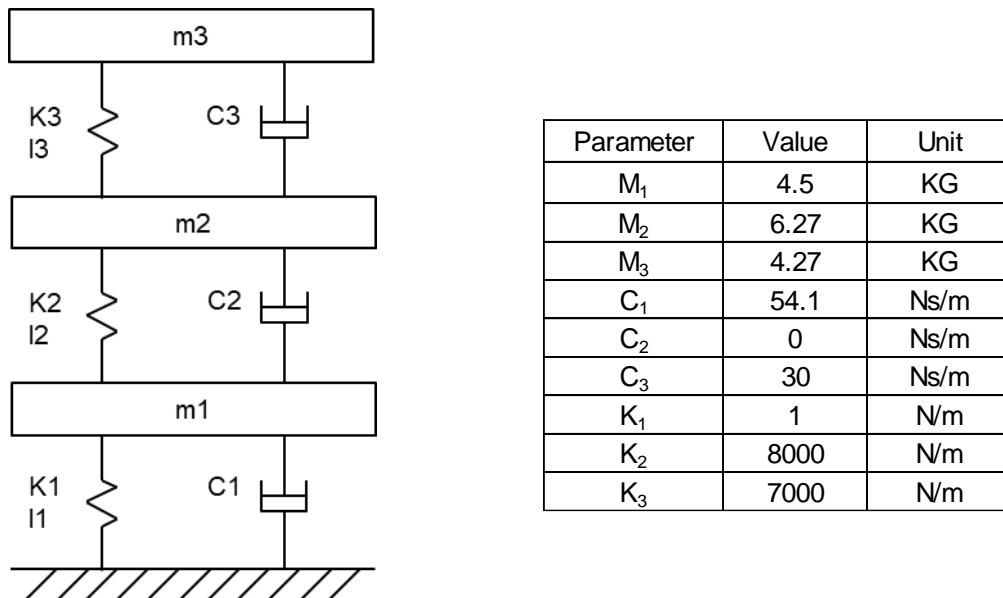 m3
K3
l3
C3
m2
K2
l2
C2
m1
K1
l1
C1
Parameter Value Unit
M₁ 4.5 KG
M₂ 6.27 KG
M₃ 4.27 KG
C₁ 54.1 Ns/m
C₂ 0 Ns/m
C₃ 30 Ns/m
K₁ 1 N/m
K₂ 8000 N/m
K₃ 7000 N/m